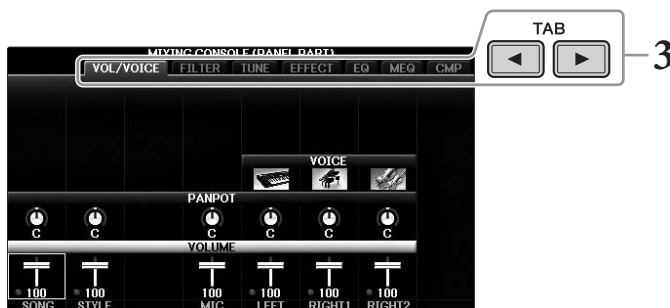 TAB
3
MIXING CONSOLE (PANEL PART)
VOL/VOICE FILTER TUNE EFFECT EQ MEQ CMP
VOICE
PANPOT
C C C C C C
VOLUME
100 100 100 100 100 100
SONG STYLE MIC LEFT RIGHT1 RIGHT2